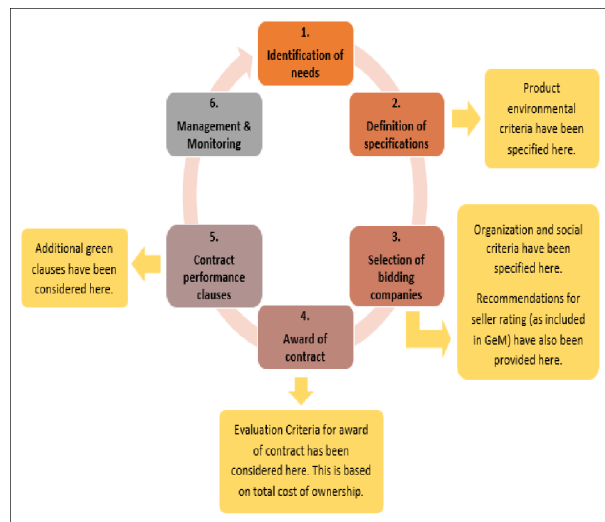 1.
Identification of
needs
2.
Definition of
specifications
Product
environmental
criteria have been
specified here.
3.
Selection of
bidding
companies
Organization and social
criteria have been
specified here.
Recommendations for
seller rating (as included
in GeM) have also been
provided here.
4.
Award of
contract
Evaluation Criteria for award
of contract has been
considered here. This is based
on total cost of ownership.
5.
Contract
performance
clauses
Additional green
clauses have been
considered here.
6.
Management &
Monitoring